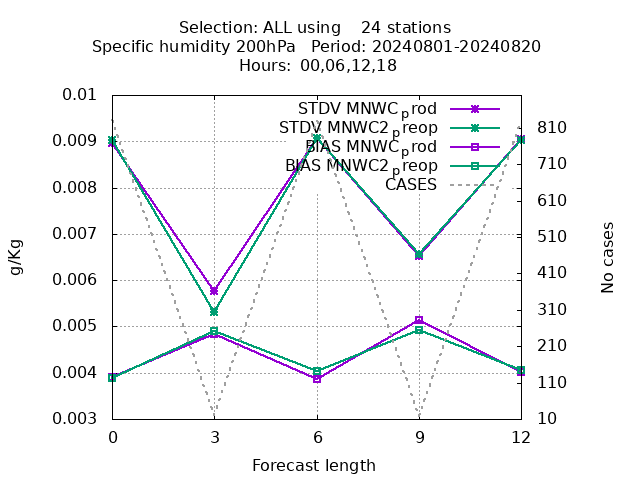 Selection: ALL using    24 stations
Specific humidity 200hPa   Period: 20240801-20240820
Hours:  00,06,12,18
0.01
0.009
0.008
0.007
0.006
0.005
0.004
0.003
g/Kg
STDV MNWC_prod
STDV MNWC2_preop
BIAS MNWC_prod
BIAS MNWC2_preop
CASES
810
710
610
510
410
310
210
110
10
No cases
0 3 6 9 12
Forecast length